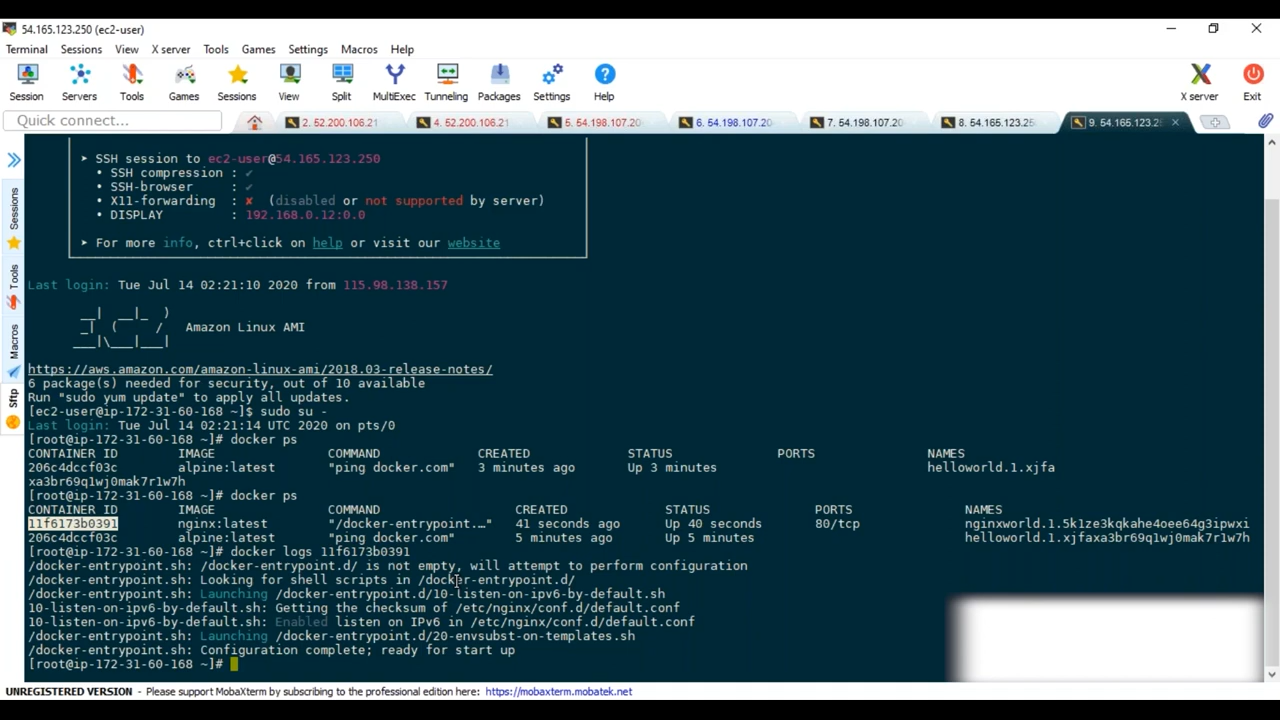 54.165.123.250 (ec2-user)
Terminal Sessions View X server Tools Games Settings Macros Help
Session Servers Tools Games Sessions View Split MultiExec Tunneling Packages Settings Help X server Exit
Quick connect... 2. 52.200.106.21 4. 52.200.106.21 5. 54.198.107.20 6. 54.198.107.20 7. 54.198.107.20 8. 54.165.123.25 9. 54.165.123.25
Sessions
Tools
Macros
Sftp
➤ SSH session to ec2-user@54.165.123.250
• SSH compression : ✔
• SSH-browser : ✔
• X11-forwarding : ✘ (disabled or not supported by server)
• DISPLAY : 192.168.0.12:0.0
➤ For more info, ctrl+click on help or visit our website
Last login: Tue Jul 14 02:21:10 2020 from 115.98.138.157
__| __|_ )
_| ( / Amazon Linux AMI
___|\___|___|
https://aws.amazon.com/amazon-linux-ami/2018.03-release-notes/
6 package(s) needed for security, out of 10 available
Run "sudo yum update" to apply all updates.
[ec2-user@ip-172-31-60-168 ~]$ sudo su -
Last login: Tue Jul 14 02:21:14 UTC 2020 on pts/0
[root@ip-172-31-60-168 ~]# docker ps
CONTAINER ID IMAGE COMMAND CREATED STATUS PORTS NAMES
206c4dccf03c alpine:latest "ping docker.com" 3 minutes ago Up 3 minutes helloworld.1.xjfa
xa3br69q1wj0mak7r1w7h
[root@ip-172-31-60-168 ~]# docker ps
CONTAINER ID IMAGE COMMAND CREATED STATUS PORTS NAMES
11f6173b0391 nginx:latest "/docker-entrypoint.…" 41 seconds ago Up 40 seconds 80/tcp nginxworld.1.5k1ze3kqkahe4oee64g3ipwxi
206c4dccf03c alpine:latest "ping docker.com" 5 minutes ago Up 5 minutes helloworld.1.xjfaxa3br69q1wj0mak7r1w7h
[root@ip-172-31-60-168 ~]# docker logs 11f6173b0391
/docker-entrypoint.sh: /docker-entrypoint.d/ is not empty, will attempt to perform configuration
/docker-entrypoint.sh: Looking for shell scripts in /docker-entrypoint.d/
/docker-entrypoint.sh: Launching /docker-entrypoint.d/10-listen-on-ipv6-by-default.sh
10-listen-on-ipv6-by-default.sh: Getting the checksum of /etc/nginx/conf.d/default.conf
10-listen-on-ipv6-by-default.sh: Enabled listen on IPv6 in /etc/nginx/conf.d/default.conf
/docker-entrypoint.sh: Launching /docker-entrypoint.d/20-envsubst-on-templates.sh
/docker-entrypoint.sh: Configuration complete; ready for start up
[root@ip-172-31-60-168 ~]#
UNREGISTERED VERSION - Please support MobaXterm by subscribing to the professional edition here: https://mobaxterm.mobatek.net